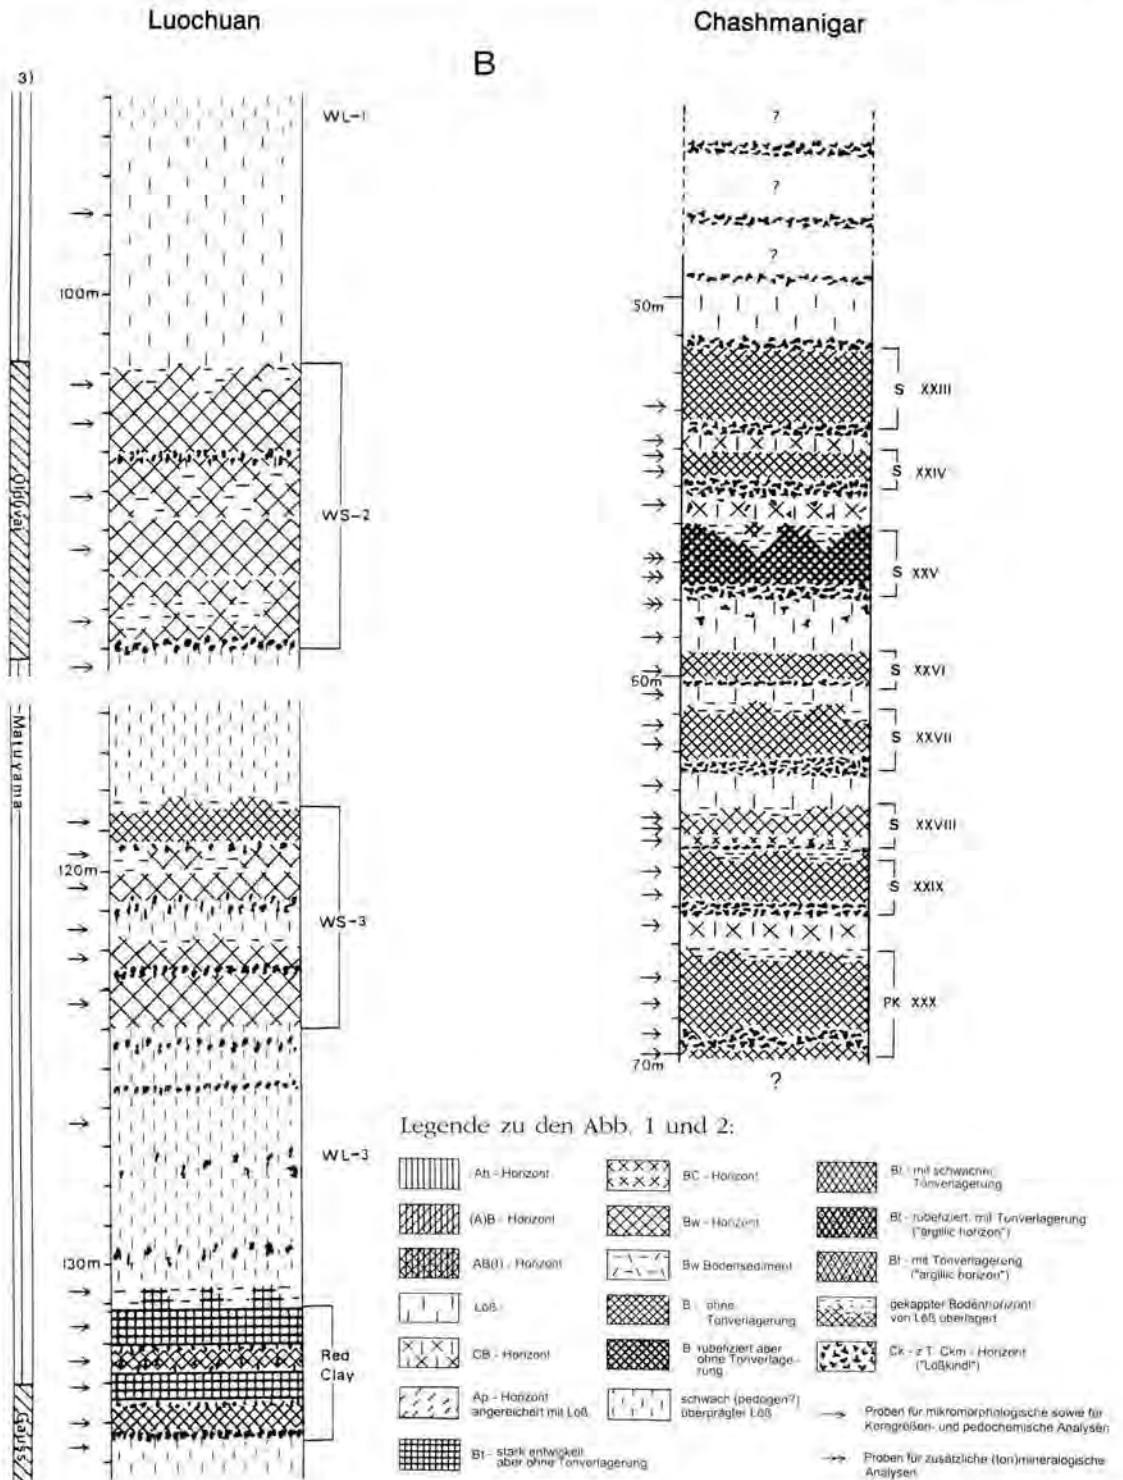 Luochuan
Chashmanigar
B
3)
WL-1
100m
Olduvai
WS-2
Matuyama
120m
WS-3
WL-3
130m
Red
Clay
Gauss
?
?
?
50m
S XXIII
S XXIV
S XXV
60m
S XXVI
S XXVII
S XXVIII
S XXIX
PK XXX
70m
?
Legende zu den Abb. 1 und 2:
Ah - Horizont
(A)B - Horizont
AB(t) - Horizont
Löß
CB - Horizont
Ap - Horizont
angereichert mit Löß
Bt - stark entwickelt
aber ohne Tonverlagerung
BC - Horizont
Bw - Horizont
Bw Bodensediment
B - ohne
Tonverlagerung
B rubefiziert aber
ohne Tonverlage-
rung
schwach (pedogen?)
überprägter Löß
Bt - mit schwacher
Tonverlagerung
Bt - rubefiziert, mit Tonverlagerung
("argillic horizon")
Bt - mit Tonverlagerung
("argillic horizon")
gekappter Bodenhorizont
von Löß überlagert
Ck - z.T. Ckm - Horizont
("Lößkindl")
Proben für mikromorphologische sowie für
Korngrößen- und pedochemische Analysen
Proben für zusätzliche (ton)mineralogische
Analysen